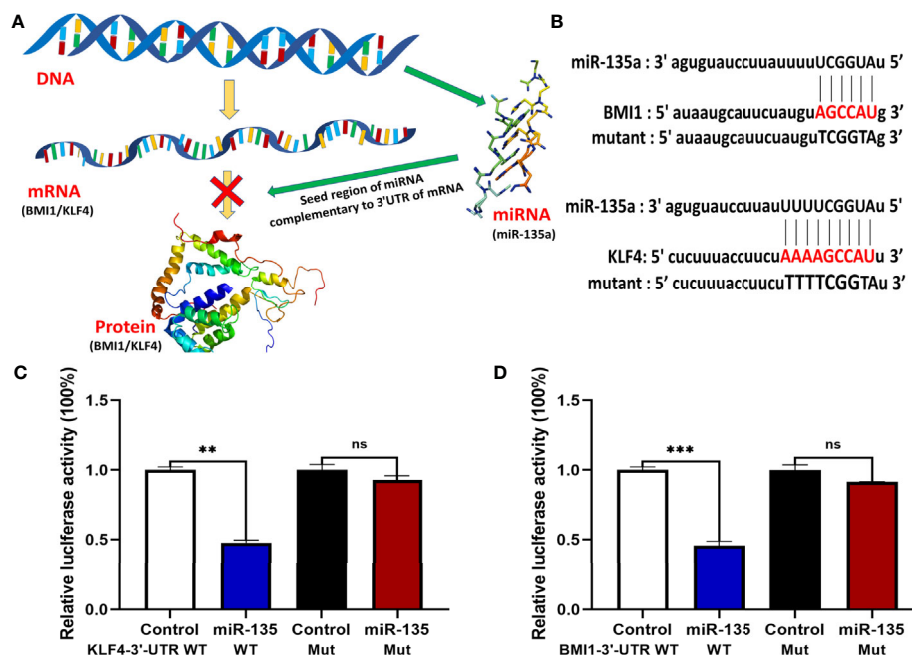 A
DNA
mRNA
(BMI1/KLF4)
Seed region of miRNA
complementary to 3'UTR of mRNA
miRNA
(miR-135a)
Protein
(BMI1/KLF4)
B
miR-135a : 3' aguguauccuuauuuuUCGGUAu 5’
BMI1 : 5' auaaugcauucuauguAGCCAUg 3’
mutant : 5' auaaugcauucuauguTCGGTAg 3’
miR-135a : 3' aguguauccuuauUUUUCGGUAu 5'
KLF4: 5' cucuuuaccuucuAAAAGCCAUu 3'
mutant : 5’ cucuuuaccuucuTTTTCGGTAu 3’
C
Relative luciferase activity (100%)
1.5
1.0
0.5
0.0
**
ns
Control miR-135 Control miR-135
KLF4-3'-UTR WT WT Mut Mut
D
Relative luciferase activity (100%)
1.5
1.0
0.5
0.0
***
ns
Control miR-135 Control miR-135
BMI1-3'-UTR WT WT Mut Mut